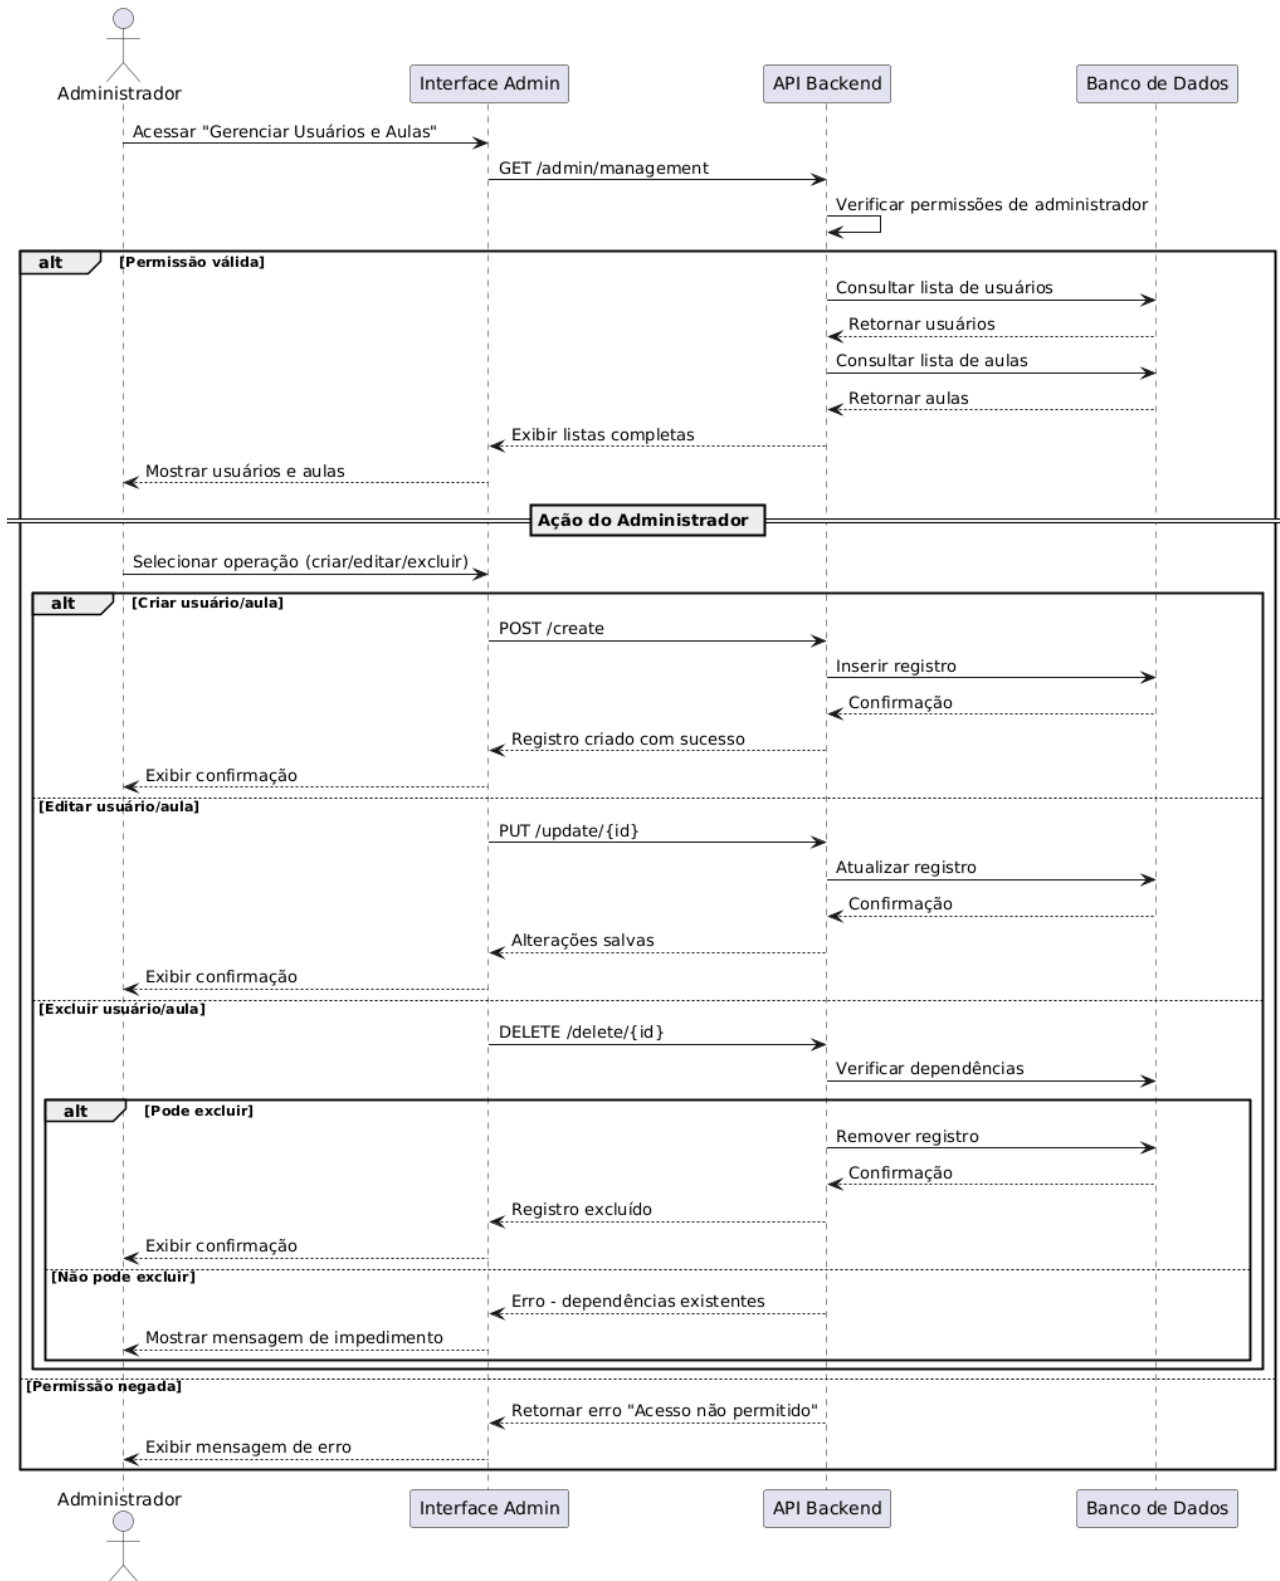 Administrador
Interface Admin
API Backend
Banco de Dados
Acessar "Gerenciar Usuários e Aulas"
GET /admin/management
Verificar permissões de administrador
alt
[Permissão válida]
Consultar lista de usuários
Retornar usuários
Consultar lista de aulas
Retornar aulas
Exibir listas completas
Mostrar usuários e aulas
Ação do Administrador
Selecionar operação (criar/editar/excluir)
alt
[Criar usuário/aula]
POST /create
Inserir registro
Confirmação
Registro criado com sucesso
Exibir confirmação
[Editar usuário/aula]
PUT /update/{id}
Atualizar registro
Confirmação
Alterações salvas
Exibir confirmação
[Excluir usuário/aula]
DELETE /delete/{id}
Verificar dependências
alt
[Pode excluir]
Remover registro
Confirmação
Registro excluído
Exibir confirmação
[Não pode excluir]
Erro - dependências existentes
Mostrar mensagem de impedimento
[Permissão negada]
Retornar erro "Acesso não permitido"
Exibir mensagem de erro
Administrador
Interface Admin
API Backend
Banco de Dados